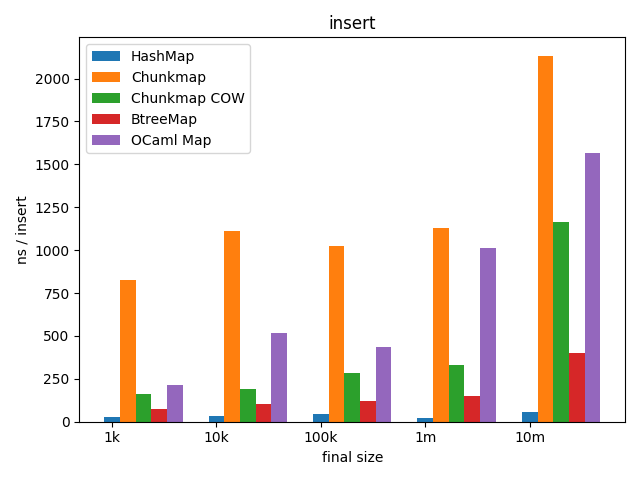 insert
HashMap
Chunkmap
Chunkmap COW
BtreeMap
OCaml Map
2000
1750
1500
1250
1000
750
500
250
0
ns / insert
1k 10k 100k 1m 10m
final size